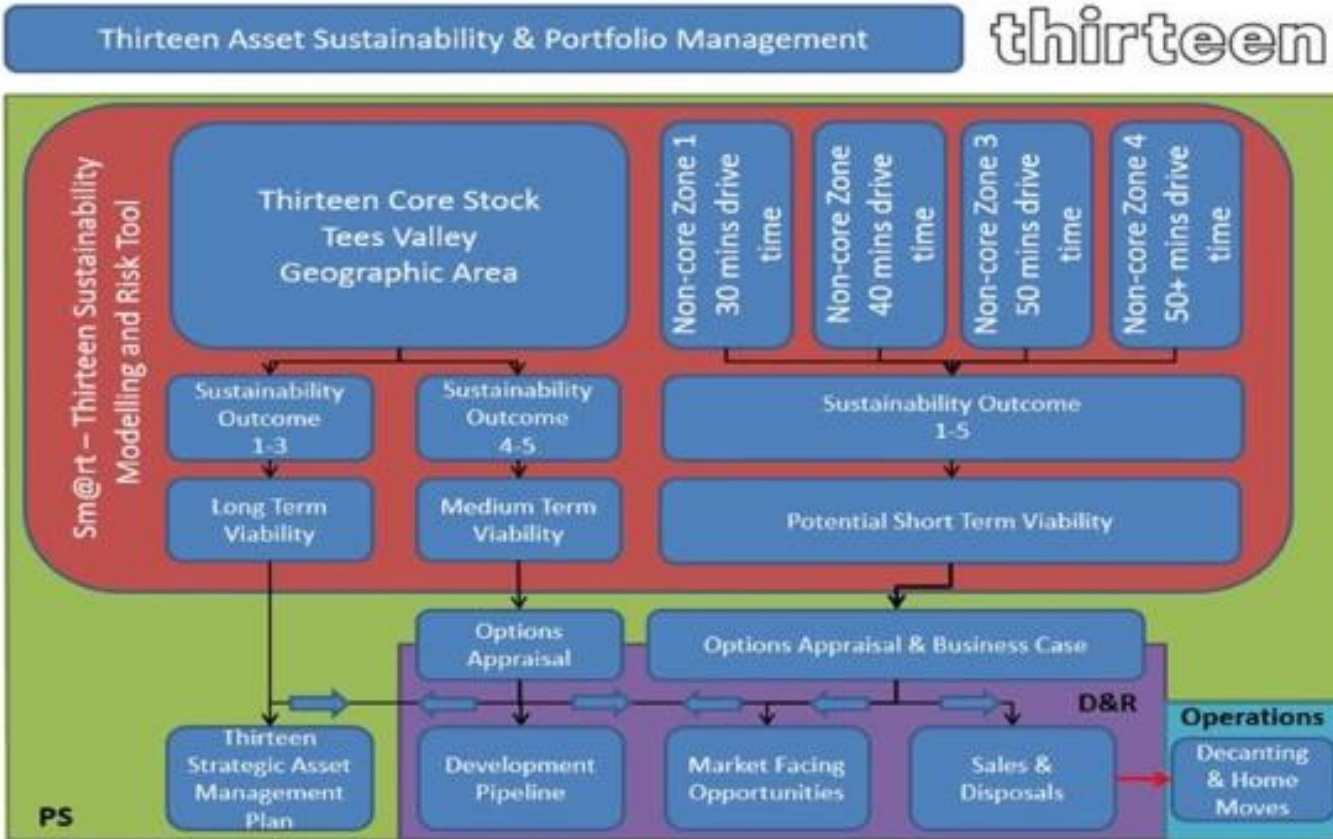 Thirteen Asset Sustainability & Portfolio Management
thirteen
Sm@rt – Thirteen Sustainability
Modelling and Risk Tool
Thirteen Core Stock
Tees Valley
Geographic Area
Non-core Zone 1
30 mins drive
time
Non-core Zone
40 mins drive
time
Non-core Zone 3
50 mins drive
time
Non-core Zone 4
50+ mins drive
time
Sustainability
Outcome
1-3
Sustainability
Outcome
4-5
Sustainability Outcome
1-5
Long Term
Viability
Medium Term
Viability
Potential Short Term Viability
Options
Appraisal
Options Appraisal & Business Case
D&R
Operations
Thirteen
Strategic Asset
Management
Plan
Development
Pipeline
Market Facing
Opportunities
Sales &
Disposals
Decanting
& Home
Moves
PS